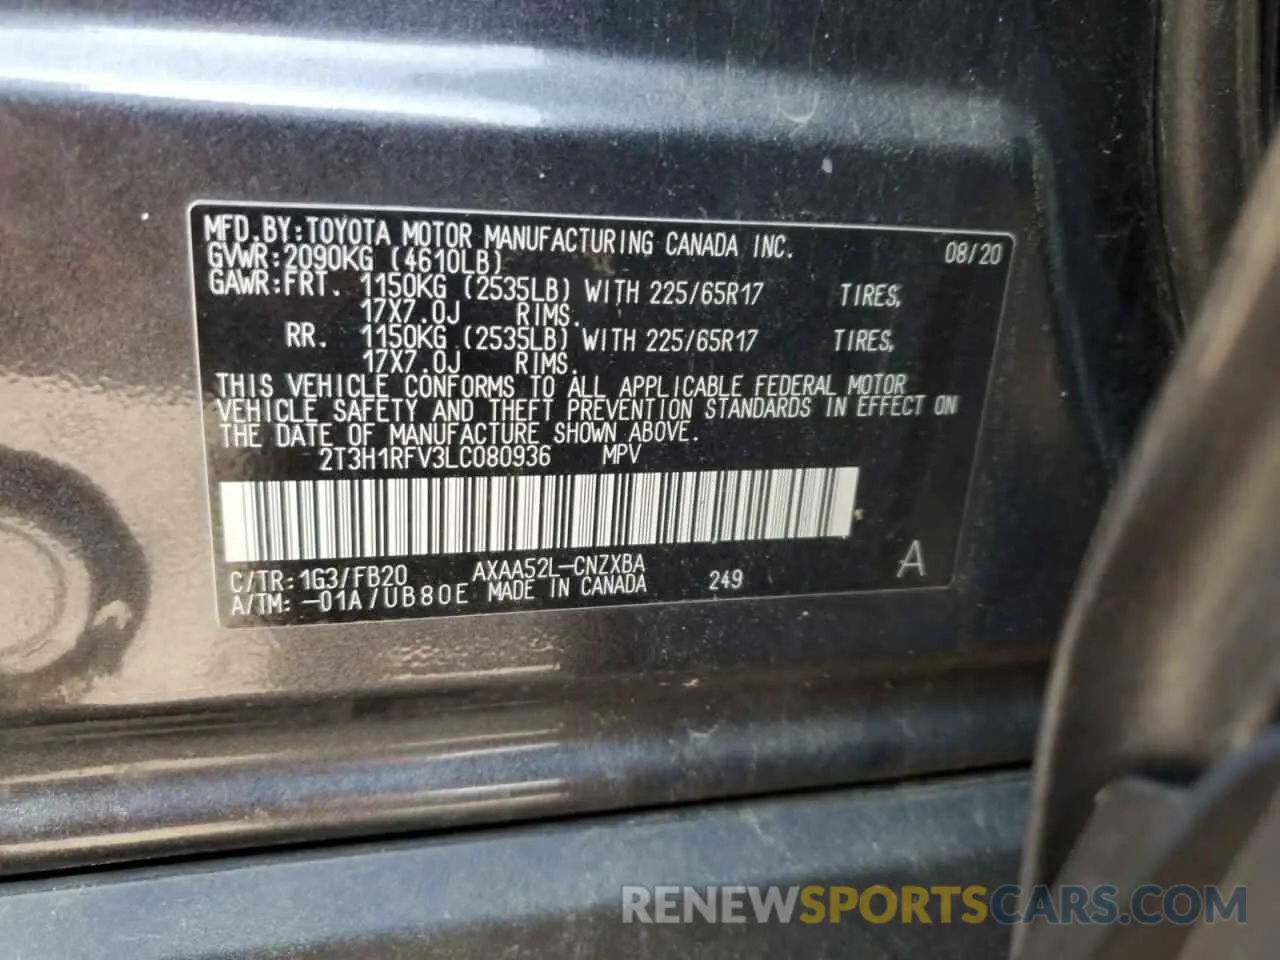 MFD.BY:TOYOTA MOTOR MANUFACTURING CANADA INC. 08/20
GVWR:2090KG (4610LB)
GAWR:FRT. 1150KG (2535LB) WITH 225/65R17 TIRES,
17X7.0J RIMS.
RR. 1150KG (2535LB) WITH 225/65R17 TIRES,
17X7.0J RIMS.
THIS VEHICLE CONFORMS TO ALL APPLICABLE FEDERAL MOTOR
VEHICLE SAFETY AND THEFT PREVENTION STANDARDS IN EFFECT ON
THE DATE OF MANUFACTURE SHOWN ABOVE.
2T3H1RFV3LC080936 MPV
C/TR:1G3/FB20 AXAA52L-CNZXBA
A/TM:-01A/UB80E MADE IN CANADA 249
A
RENEWSPORTSCARS.COM